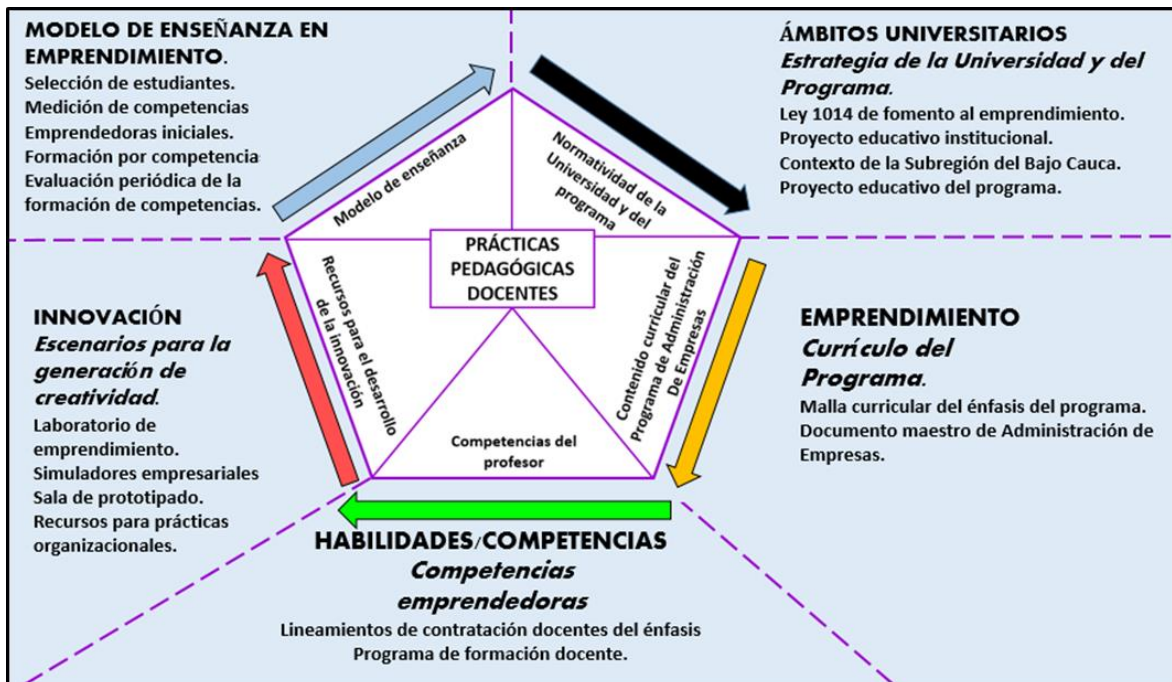 MODELO DE ENSEÑANZA EN
EMPRENDIMIENTO.
Selección de estudiantes.
Medición de competencias
Emprendedoras iniciales.
Formación por competencia
Evaluación periódica de la
formación de competencias.
ÁMBITOS UNIVERSITARIOS
Estrategia de la Universidad y del
Programa.
Ley 1014 de fomento al emprendimiento.
Proyecto educativo institucional.
Contexto de la Subregión del Bajo Cauca.
Proyecto educativo del programa.
Modelo de enseñanza
Normatividad de la
Universidad y del
programa
PRÁCTICAS
PEDAGÓGICAS
DOCENTES
Recursos para el desarrollo
de la innovación
Contenido curricular del
Programa de Administración
De Empresas
Competencias del
profesor
INNOVACIÓN
Escenarios para la
generación de
creatividad.
Laboratorio de
emprendimiento.
Simuladores empresariales
Sala de prototipado.
Recursos para prácticas
organizacionales.
EMPRENDIMIENTO
Currículo del
Programa.
Malla curricular del énfasis del programa.
Documento maestro de Administración de
Empresas.
HABILIDADES/COMPETENCIAS
Competencias
emprendedoras
Lineamientos de contratación docentes del énfasis
Programa de formación docente.